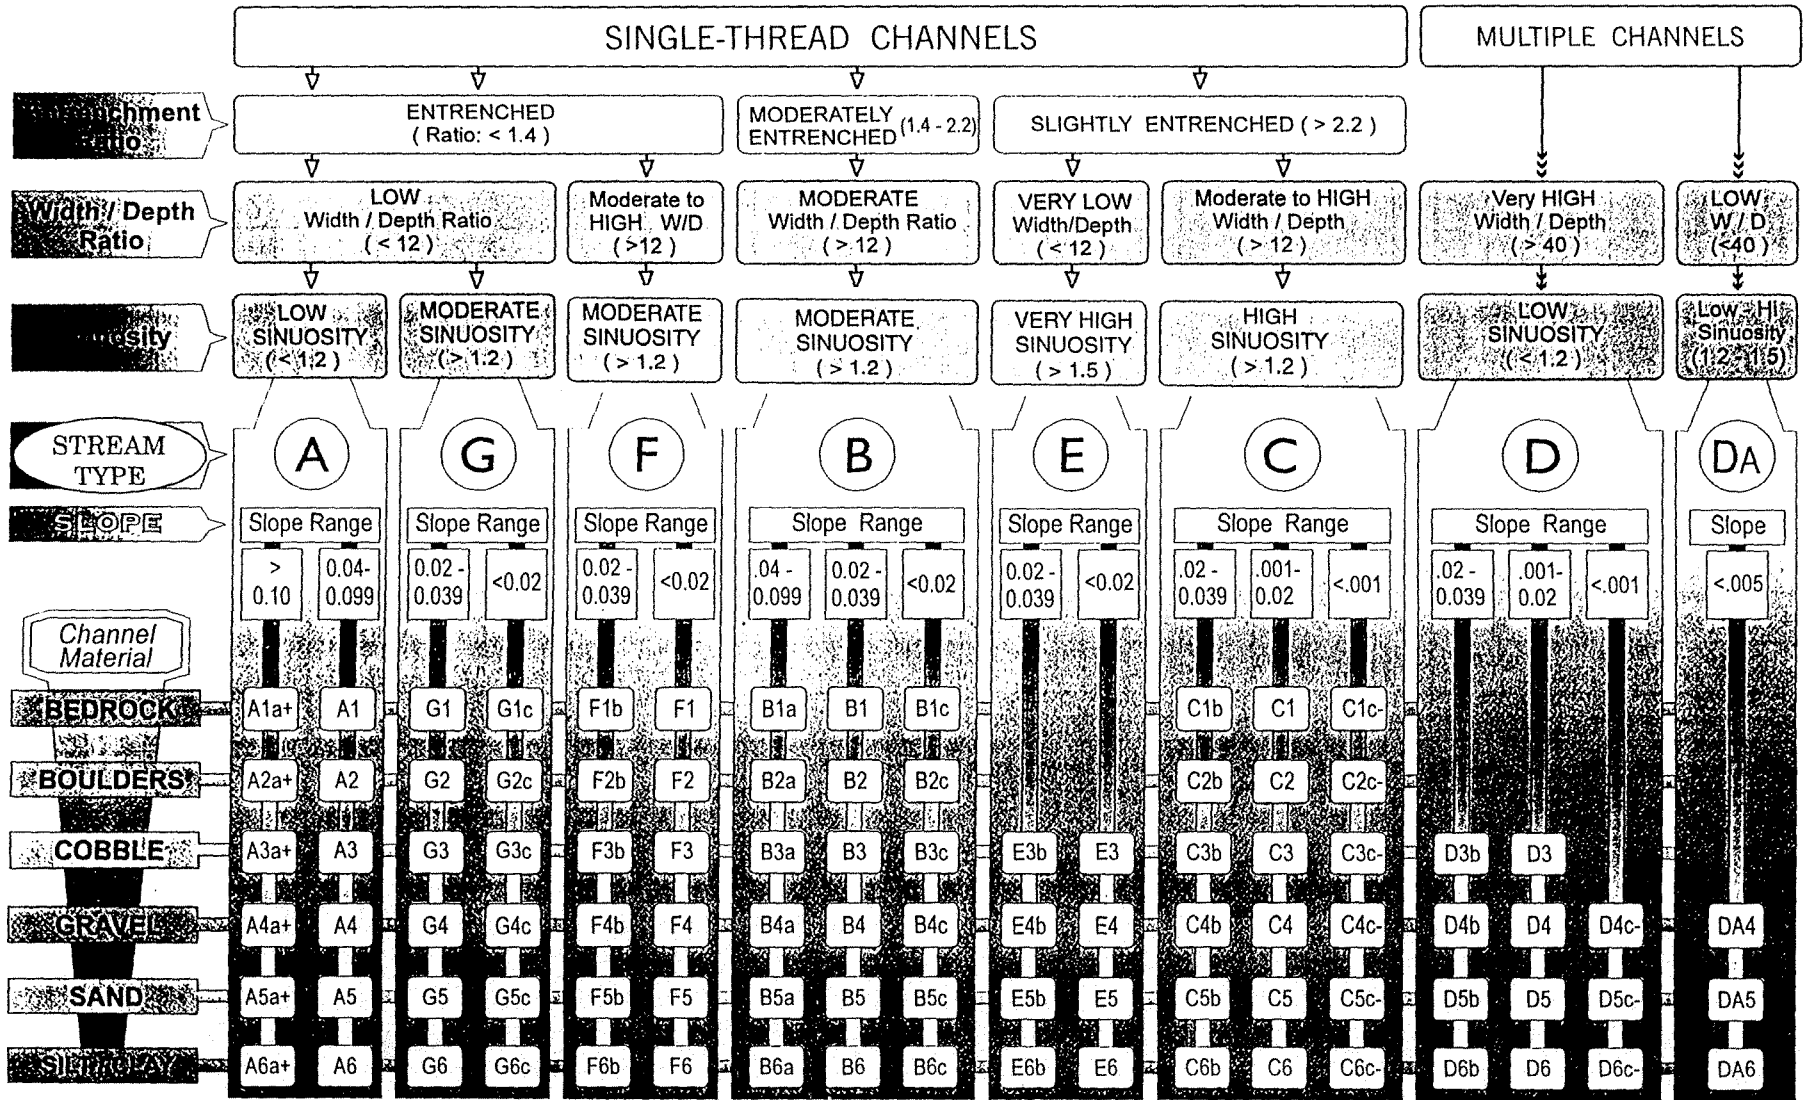 SINGLE-THREAD CHANNELS
MULTIPLE CHANNELS
ENTRENCHED
( Ratio: < 1.4 )
MODERATELY
ENTRENCHED (1.4 - 2.2)
SLIGHTLY ENTRENCHED ( > 2.2 )
Width / Depth
Ratio
LOW
Width / Depth Ratio
( < 12 )
Moderate to
HIGH W/D
( >12 )
MODERATE
Width / Depth Ratio
( > 12 )
VERY LOW
Width/Depth
( < 12 )
Moderate to HIGH
Width / Depth
( > 12 )
Very HIGH
Width / Depth
( > 40 )
LOW
W / D
(<40 )
LOW
SINUOSITY
( < 1.2 )
MODERATE
SINUOSITY
( > 1.2 )
MODERATE
SINUOSITY
( > 1.2 )
MODERATE
SINUOSITY
( > 1.2 )
VERY HIGH
SINUOSITY
( > 1.5 )
HIGH
SINUOSITY
( > 1.2 )
LOW
SINUOSITY
( < 1.2 )
Low - Hi
Sinuosity
(1.2 - 1.5)
STREAM
TYPE
A G F B E C D DA
SLOPE
Slope Range Slope Range Slope Range Slope Range Slope Range Slope Range Slope Range Slope
>
0.10
0.04-
0.099
0.02 -
0.039
<0.02
0.02 -
0.039
<0.02
.04 -
0.099
0.02 -
0.039
<0.02
0.02 -
0.039
<0.02
.02 -
0.039
.001-
0.02
<.001
.02 -
0.039
.001-
0.02
<.001
<.005
Channel
Material
BEDROCK A1a+ A1 G1 G1c F1b F1 B1a B1 B1c C1b C1 C1c-
BOULDERS A2a+ A2 G2 G2c F2b F2 B2a B2 B2c C2b C2 C2c-
COBBLE A3a+ A3 G3 G3c F3b F3 B3a B3 B3c E3b E3 C3b C3 C3c- D3b D3
GRAVEL A4a+ A4 G4 G4c F4b F4 B4a B4 B4c E4b E4 C4b C4 C4c- D4b D4 D4c- DA4
SAND A5a+ A5 G5 G5c F5b F5 B5a B5 B5c E5b E5 C5b C5 C5c- D5b D5 D5c- DA5
A6a+ A6 G6 G6c F6b F6 B6a B6 B6c E6b E6 C6b C6 C6c- D6b D6 D6c- DA6